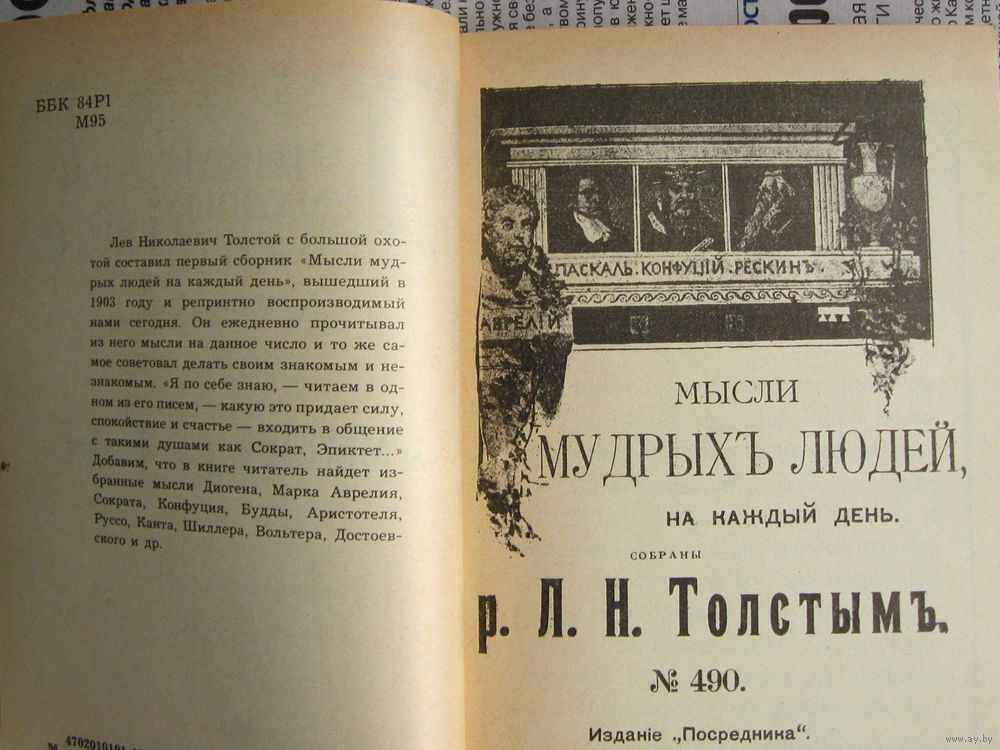 ББК 84Р1
М95
Лев Николаевич Толстой с большой охо-
той составил первый сборник «Мысли муд-
рых людей на каждый день», вышедший в
1903 году и репринтно воспроизводимый
нами сегодня. Он ежедневно прочитывал
из него мысли на данное число и то же са-
мое советовал делать своим знакомым и не-
знакомым. «Я по себе знаю, — читаем в од-
ном из его писем, — какую это придает силу,
спокойствие и счастье — входить в общение
с такими душами как Сократ, Эпиктет...»
Добавим, что в книге читатель найдет из-
бранные мысли Диогена, Марка Аврелия,
Сократа, Конфуция, Будды, Аристотеля,
Руссо, Канта, Шиллера, Вольтера, Достоев-
ского и др.
М 4702010101
ПАСКАЛЬ. КОНФУЦІЙ. РЕСКИНЪ.
АВРЕЛІЙ
МЫСЛИ
МУДРЫХЪ ЛЮДЕЙ,
НА КАЖДЫЙ ДЕНЬ.
СОБРАНЫ
р. Л. Н. ТОЛСТЫМЪ.
№ 490.
Изданіе „Посредника“.
www.ay.by